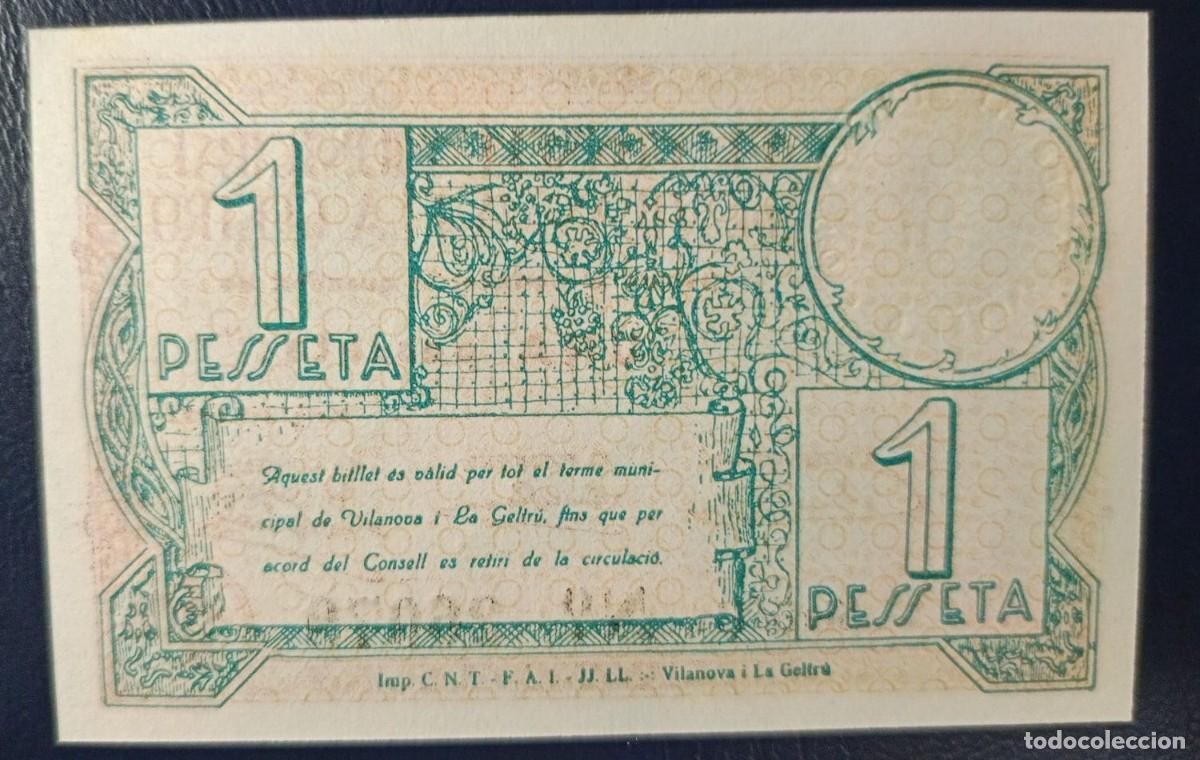 1
PESSETA
Aquest bitllet és vàlid per tot el terme muni-
cipal de Vilanova i La Geltrú, fins que per
acord del Consell es retiri de la circulació.
1
PESSETA
Imp. C. N. T. - F. A. I. - JJ. LL. :-: Vilanova i La Geltrú
todocoleccion